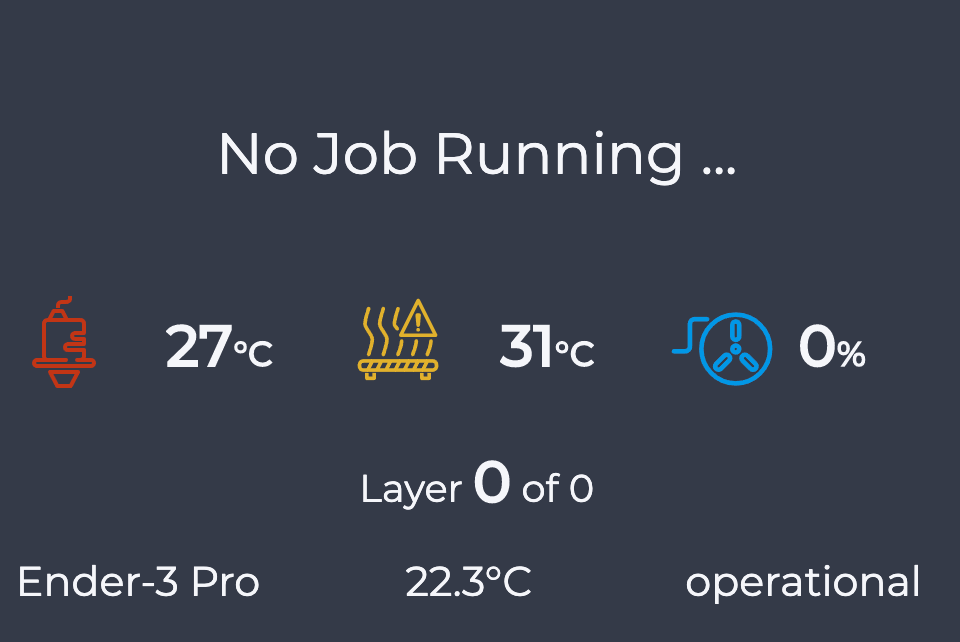 No Job Running ...
27°C 31°C 0%
Layer 0 of 0
Ender-3 Pro 22.3°C operational